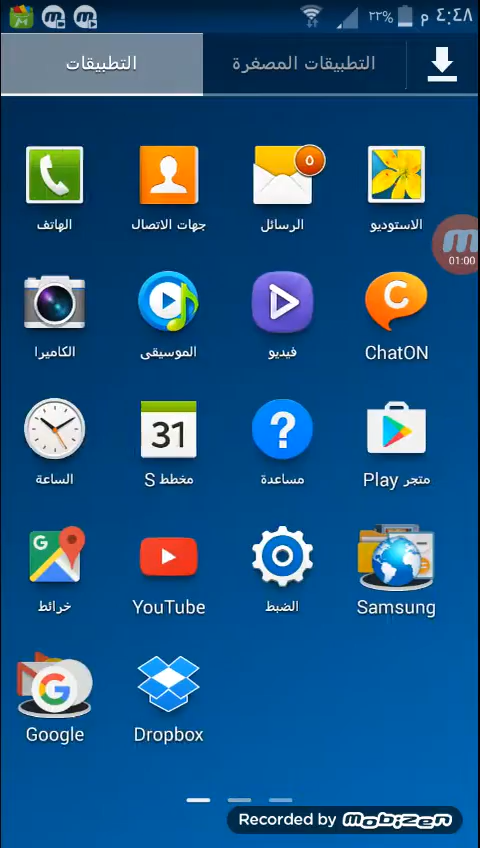 ٤:٤٨ م ٢٢%
التطبيقات
التطبيقات المصغرة
01:00
الهاتف
جهات الاتصال
٥
الرسائل
الاستوديو
الكاميرا
الموسيقى
فيديو
C
ChatON
الساعة
31
مخطط S
?
مساعدة
متجر Play
G
خرائط
YouTube
الضبط
Samsung
G
Google
Dropbox
Recorded by Mobizen